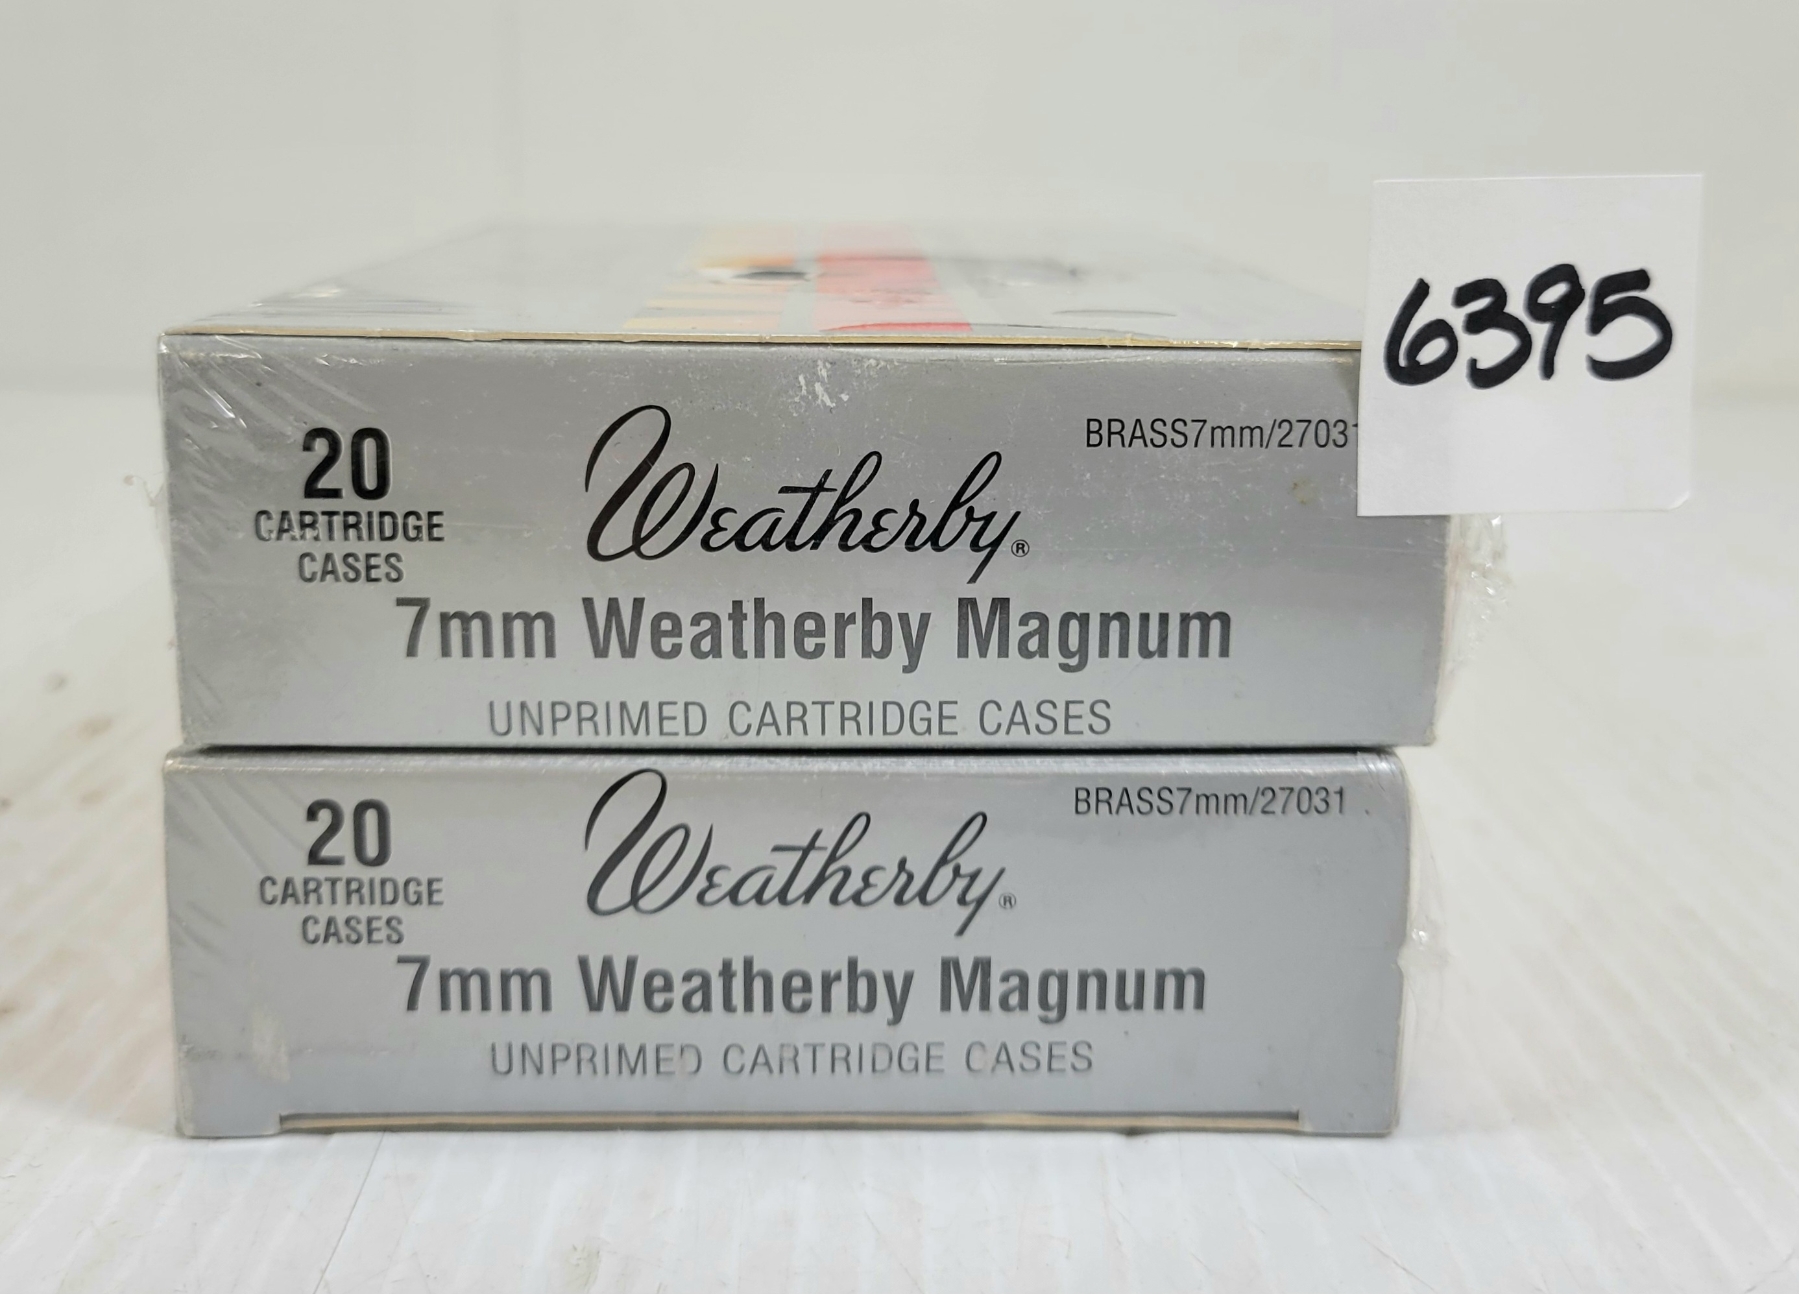 6395
20
CARTRIDGE
CASES
Weatherby®
BRASS7mm/27031
7mm Weatherby Magnum
UNPRIMED CARTRIDGE CASES
20
CARTRIDGE
CASES
Weatherby®
BRASS7mm/27031
7mm Weatherby Magnum
UNPRIMED CARTRIDGE CASES